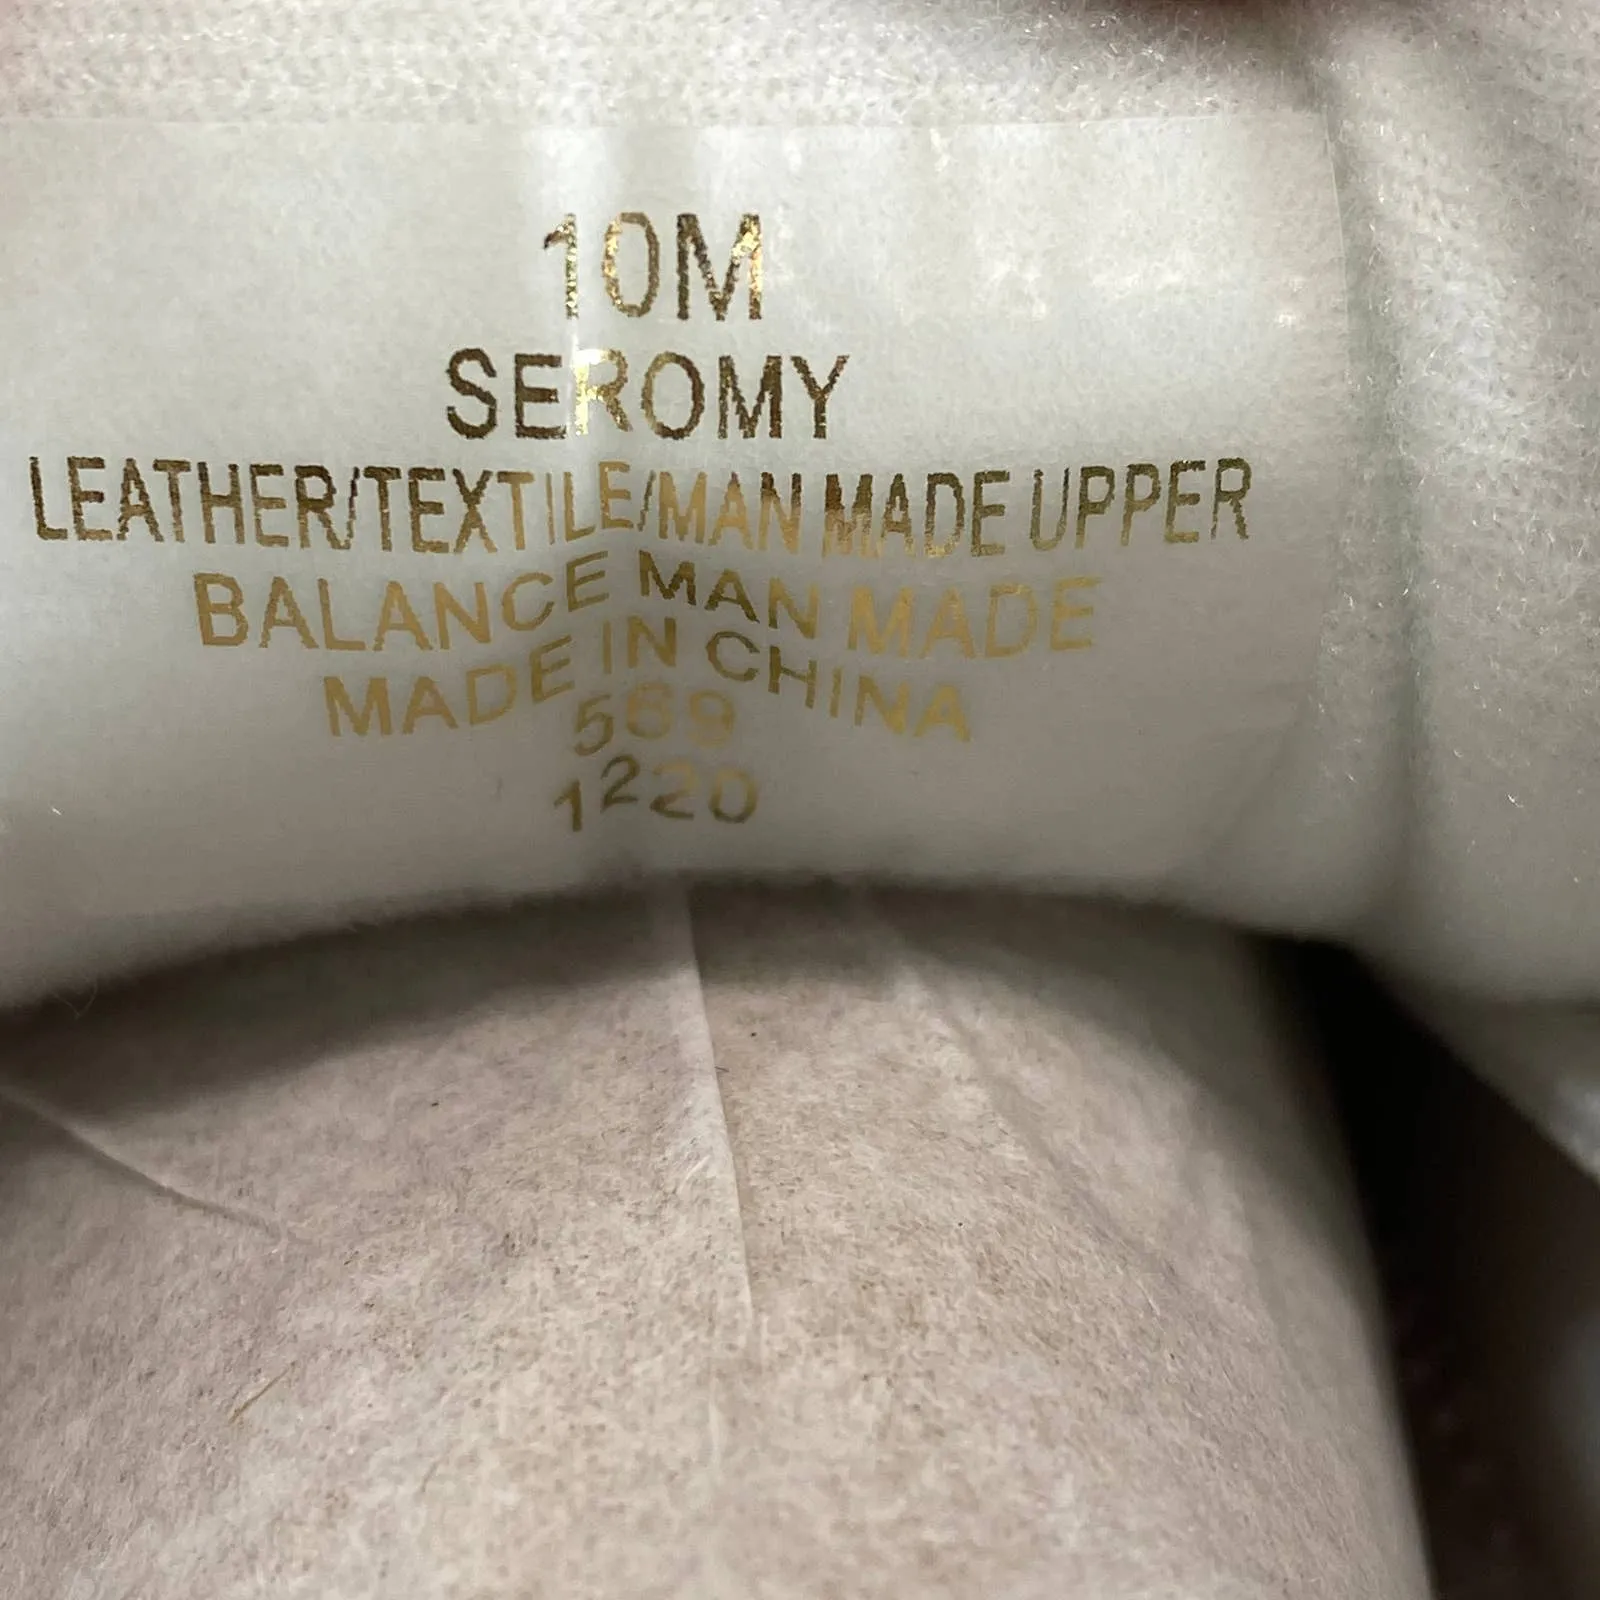 10M
SEROMY
LEATHER/TEXTILE/MAN MADE UPPER
BALANCE MAN MADE
MADE IN CHINA
569
1220